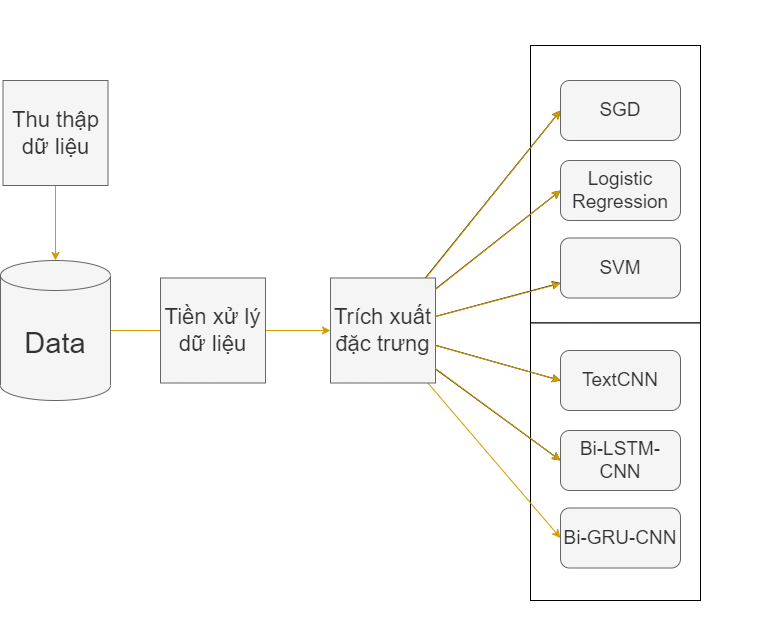 Thu thập
dữ liệu
Data
Tiền xử lý
dữ liệu
Trích xuất
đặc trưng
SGD
Logistic
Regression
SVM
TextCNN
Bi-LSTM-
CNN
Bi-GRU-CNN